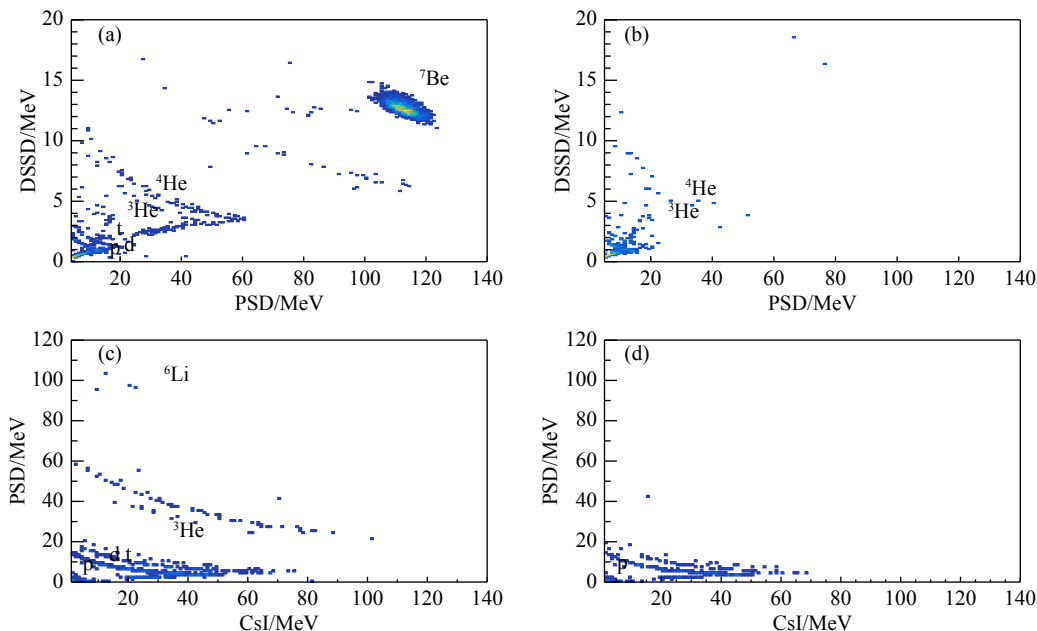 (a)
⁷Be
⁴He
³He
t
p d
0 5 10 15 20
20 40 60 80 100 120 140
DSSD/MeV
PSD/MeV
(b)
⁴He
³He
0 5 10 15 20
20 40 60 80 100 120 140
DSSD/MeV
PSD/MeV
(c)
⁶Li
³He
d t
p
0 20 40 60 80 100 120
20 40 60 80 100 120 140
PSD/MeV
CsI/MeV
(d)
p
0 20 40 60 80 100 120
20 40 60 80 100 120 140
PSD/MeV
CsI/MeV